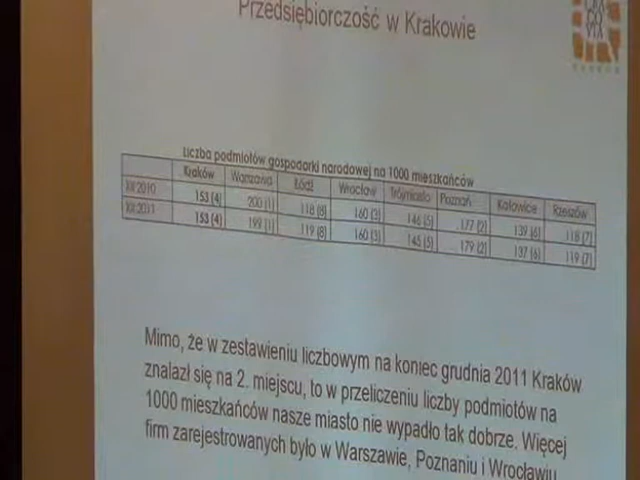 Przedsiębiorczość w Krakowie
Liczba podmiotów gospodarki narodowej na 1000 mieszkańców
Kraków Warszawa Łódź Wrocław Trójmiasto Poznań Katowice Rzeszów
XII 2010 153 (4) 200 (1) 118 (8) 160 (3) 146 (5) 177 (2) 139 (6) 118 (7)
XII 2011 153 (4) 199 (1) 119 (8) 160 (3) 145 (5) 179 (2) 137 (6) 119 (7)
Mimo, że w zestawieniu liczbowym na koniec grudnia 2011 Kraków
znalazł się na 2. miejscu, to w przeliczeniu liczby podmiotów na
1000 mieszkańców nasze miasto nie wypadło tak dobrze. Więcej
firm zarejestrowanych było w Warszawie, Poznaniu i Wrocławiu